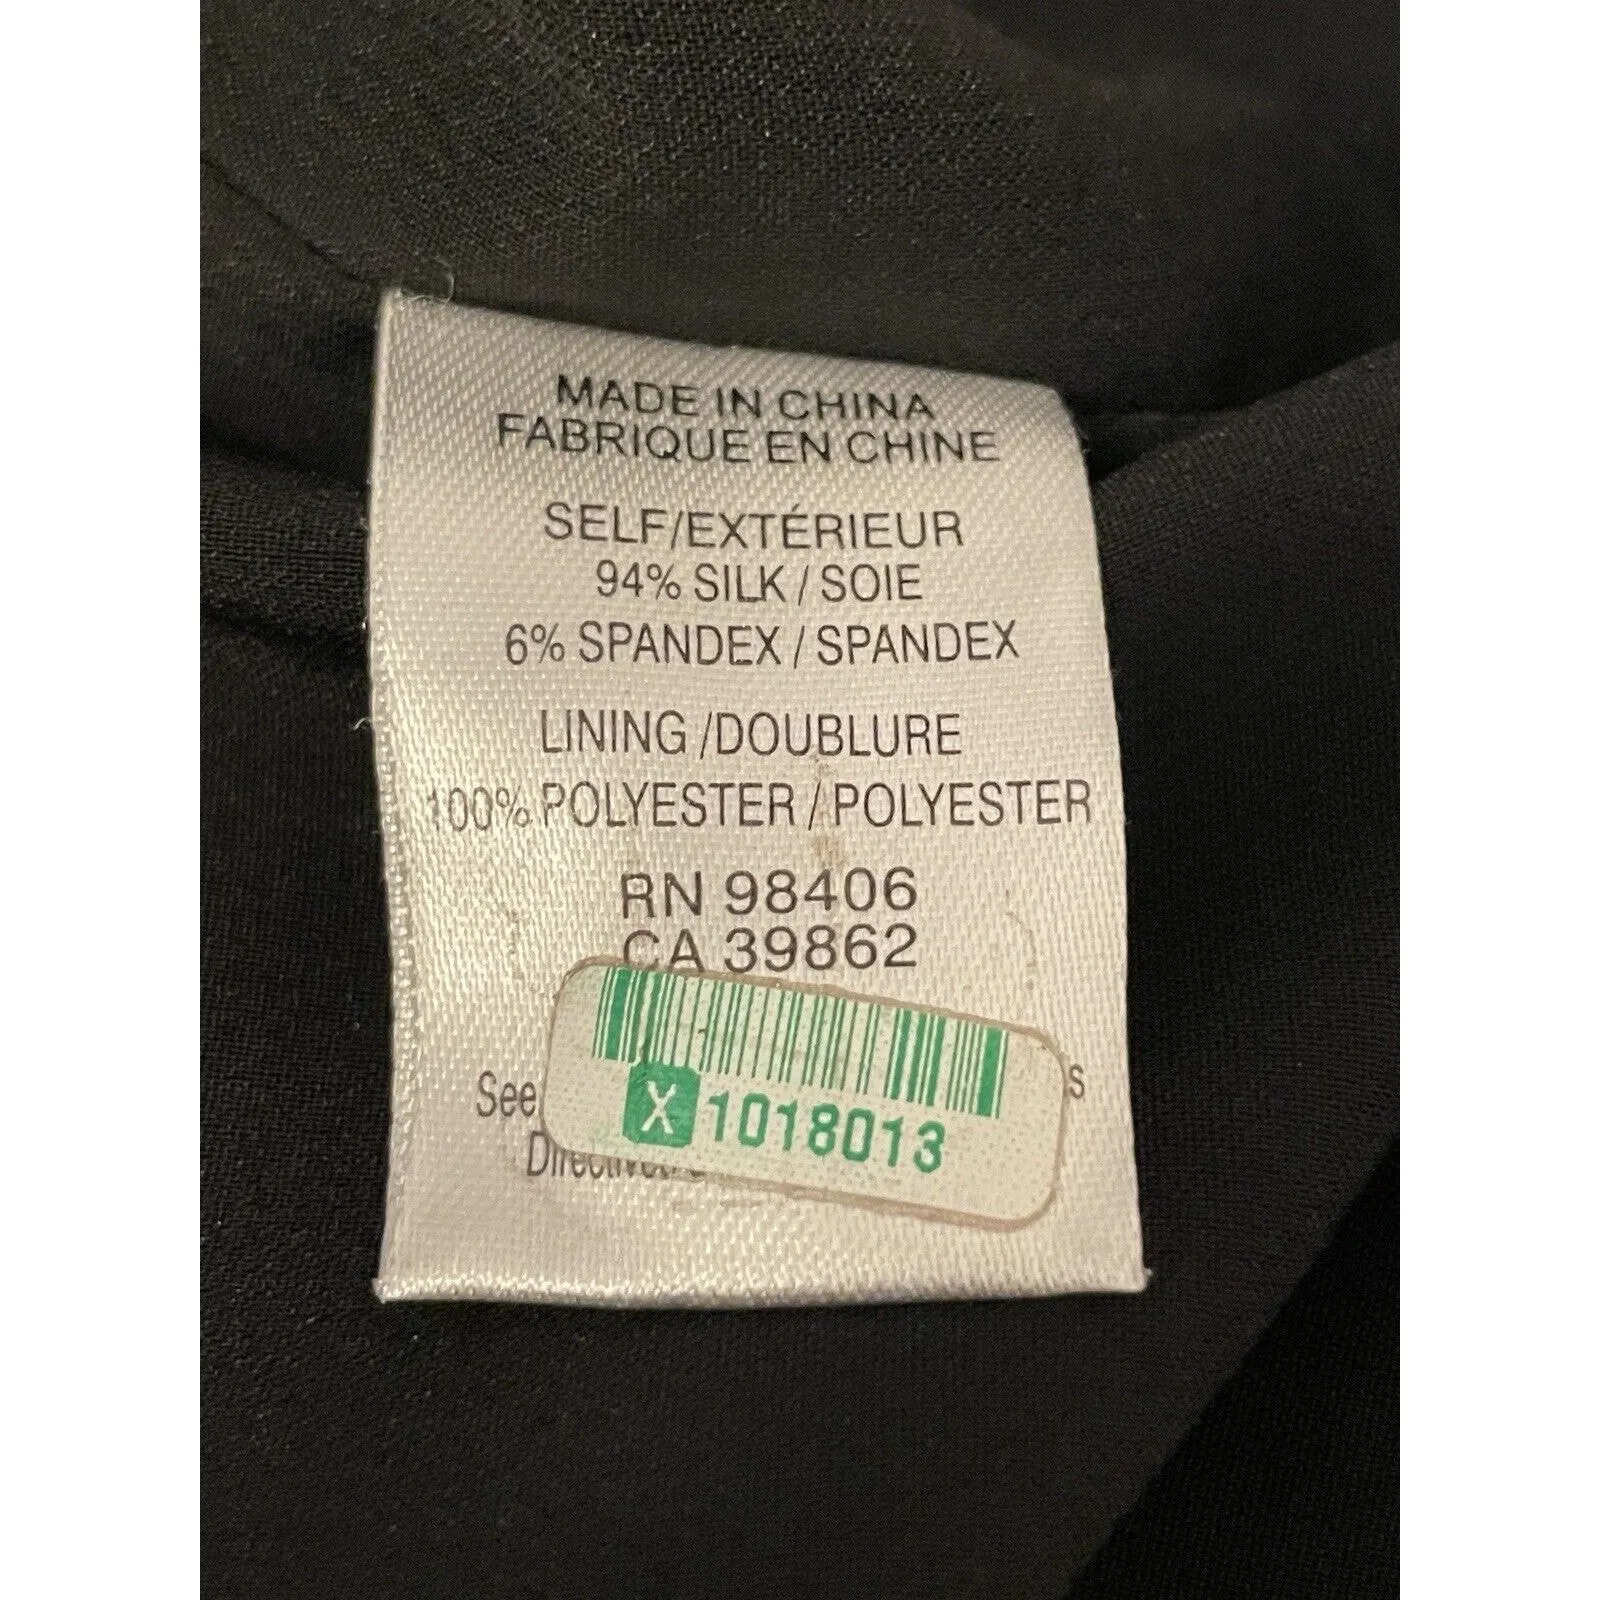 MADE IN CHINA
FABRIQUE EN CHINE
SELF/EXTÉRIEUR
94% SILK / SOIE
6% SPANDEX / SPANDEX
LINING /DOUBLURE
100% POLYESTER / POLYESTER
RN 98406
CA 39862
X 1018013
See